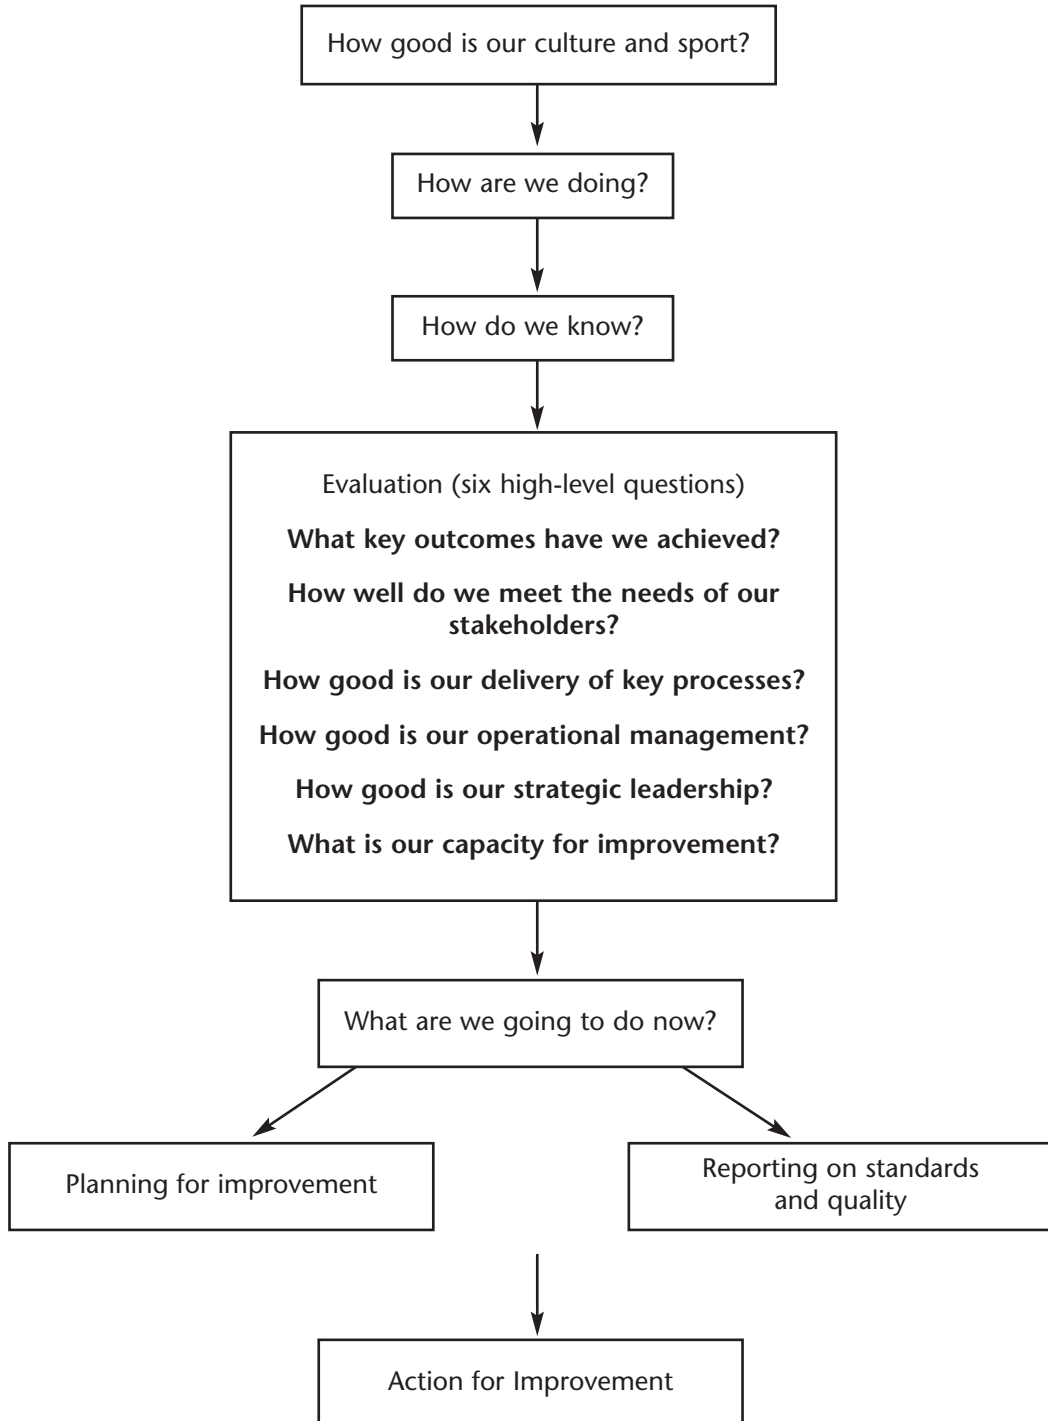 How good is our culture and sport?
How are we doing?
How do we know?
Evaluation (six high-level questions)
What key outcomes have we achieved?
How well do we meet the needs of our
stakeholders?
How good is our delivery of key processes?
How good is our operational management?
How good is our strategic leadership?
What is our capacity for improvement?
What are we going to do now?
Planning for improvement
Reporting on standards
and quality
Action for Improvement